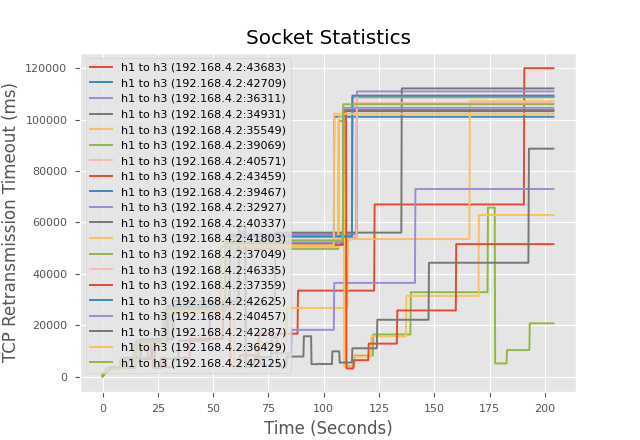 Socket Statistics
TCP Retransmission Timeout (ms)
120000
100000
80000
60000
40000
20000
0
h1 to h3 (192.168.4.2:43683)
h1 to h3 (192.168.4.2:42709)
h1 to h3 (192.168.4.2:36311)
h1 to h3 (192.168.4.2:34931)
h1 to h3 (192.168.4.2:35549)
h1 to h3 (192.168.4.2:39069)
h1 to h3 (192.168.4.2:40571)
h1 to h3 (192.168.4.2:43459)
h1 to h3 (192.168.4.2:39467)
h1 to h3 (192.168.4.2:32927)
h1 to h3 (192.168.4.2:40337)
h1 to h3 (192.168.4.2:41803)
h1 to h3 (192.168.4.2:37049)
h1 to h3 (192.168.4.2:46335)
h1 to h3 (192.168.4.2:37359)
h1 to h3 (192.168.4.2:42625)
h1 to h3 (192.168.4.2:40457)
h1 to h3 (192.168.4.2:42287)
h1 to h3 (192.168.4.2:36429)
h1 to h3 (192.168.4.2:42125)
0 25 50 75 100 125 150 175 200
Time (Seconds)